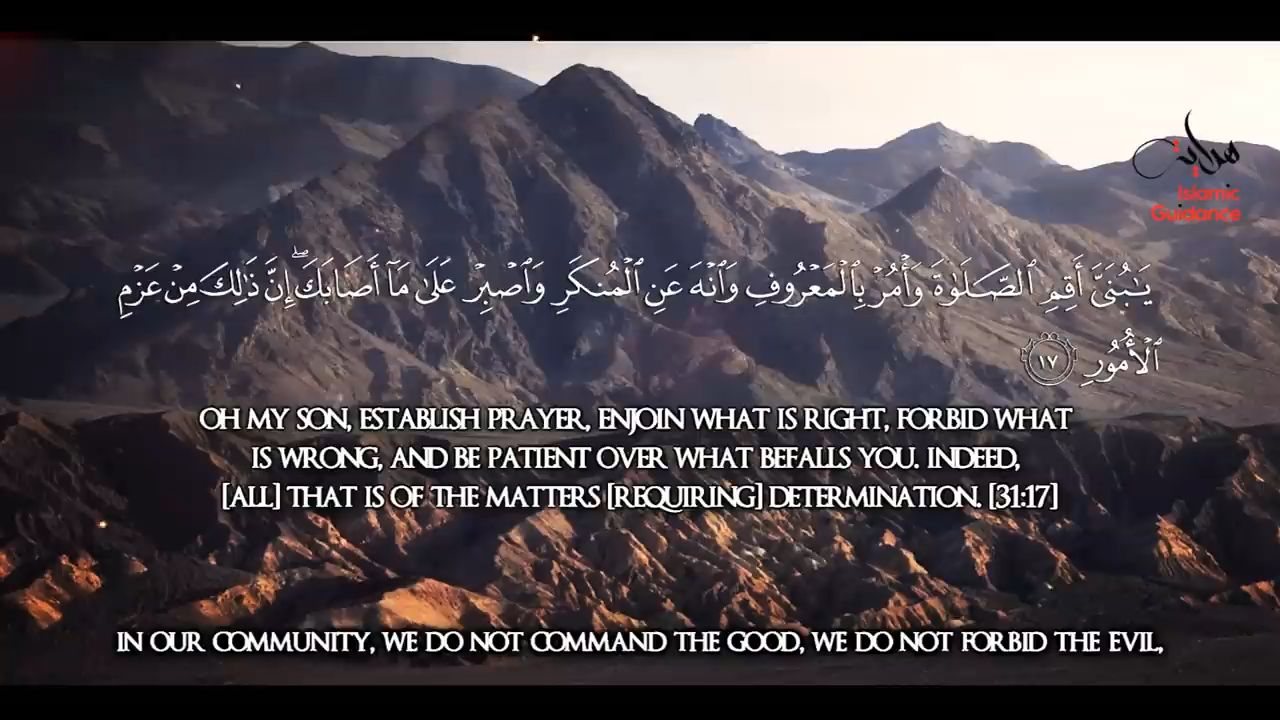 هداية
Islamic
Guidance
يَٰبُنَيَّ أَقِمِ ٱلصَّلَوٰةَ وَأْمُرْ بِٱلْمَعْرُوفِ وَٱنْهَ عَنِ ٱلْمُنكَرِ وَٱصْبِرْ عَلَىٰ مَآ أَصَابَكَۖ إِنَّ ذَٰلِكَ مِنْ عَزْمِ
ٱلْأُمُورِ ١٧
OH MY SON, ESTABLISH PRAYER, ENJOIN WHAT IS RIGHT, FORBID WHAT
IS WRONG, AND BE PATIENT OVER WHAT BEFALLS YOU. INDEED,
[ALL] THAT IS OF THE MATTERS [REQUIRING] DETERMINATION. [31:17]
IN OUR COMMUNITY, WE DO NOT COMMAND THE GOOD, WE DO NOT FORBID THE EVIL,